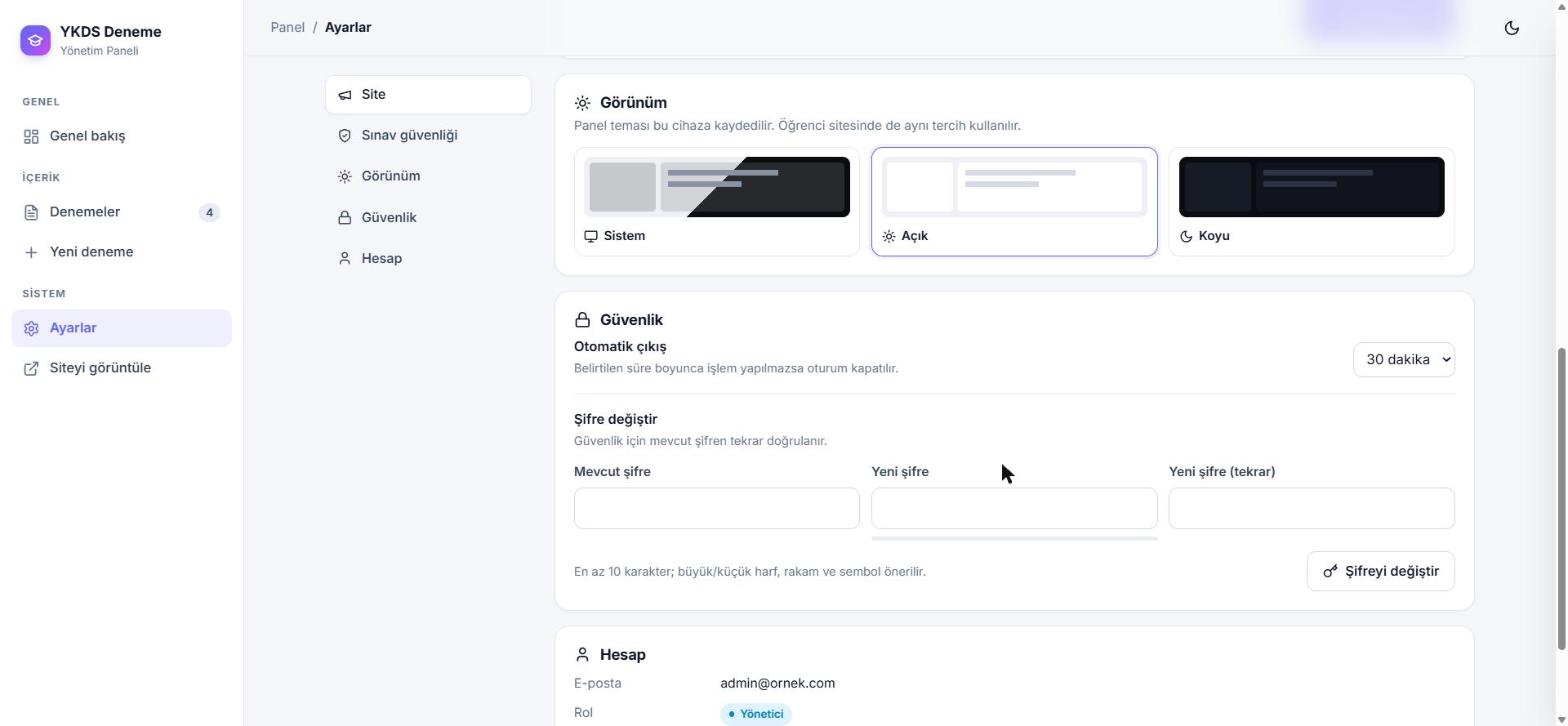 YKDS Deneme
Yönetim Paneli
GENEL
Genel bakış
İÇERİK
Denemeler 4
Yeni deneme
SİSTEM
Ayarlar
Siteyi görüntüle
Panel / Ayarlar
Site
Sınav güvenliği
Görünüm
Güvenlik
Hesap
Görünüm
Panel teması bu cihaza kaydedilir. Öğrenci sitesinde de aynı tercih kullanılır.
Sistem
Açık
Koyu
Güvenlik
Otomatik çıkış
Belirtilen süre boyunca işlem yapılmazsa oturum kapatılır.
30 dakika
Şifre değiştir
Güvenlik için mevcut şifren tekrar doğrulanır.
Mevcut şifre
Yeni şifre
Yeni şifre (tekrar)
En az 10 karakter; büyük/küçük harf, rakam ve sembol önerilir.
Şifreyi değiştir
Hesap
E-posta admin@ornek.com
Rol Yönetici